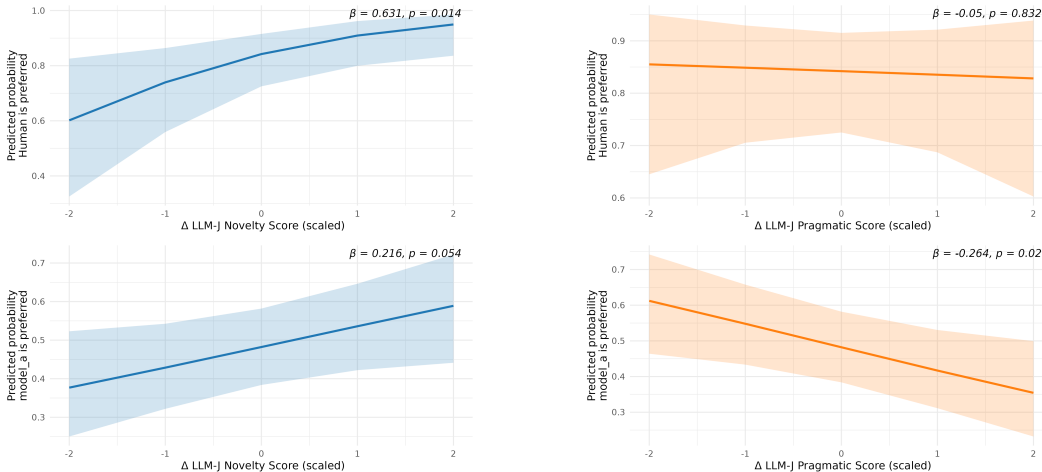 β = 0.631, p = 0.014
Predicted probability
Human is preferred
1.0
0.8
0.6
0.4
-2
-1
0
1
2
Δ LLM-J Novelty Score (scaled)
β = -0.05, p = 0.832
Predicted probability
Human is preferred
0.9
0.8
0.7
0.6
-2
-1
0
1
2
Δ LLM-J Pragmatic Score (scaled)
β = 0.216, p = 0.054
Predicted probability
model_a is preferred
0.7
0.6
0.5
0.4
0.3
-2
-1
0
1
2
Δ LLM-J Novelty Score (scaled)
β = -0.264, p = 0.02
Predicted probability
model_a is preferred
0.7
0.6
0.5
0.4
0.3
-2
-1
0
1
2
Δ LLM-J Pragmatic Score (scaled)